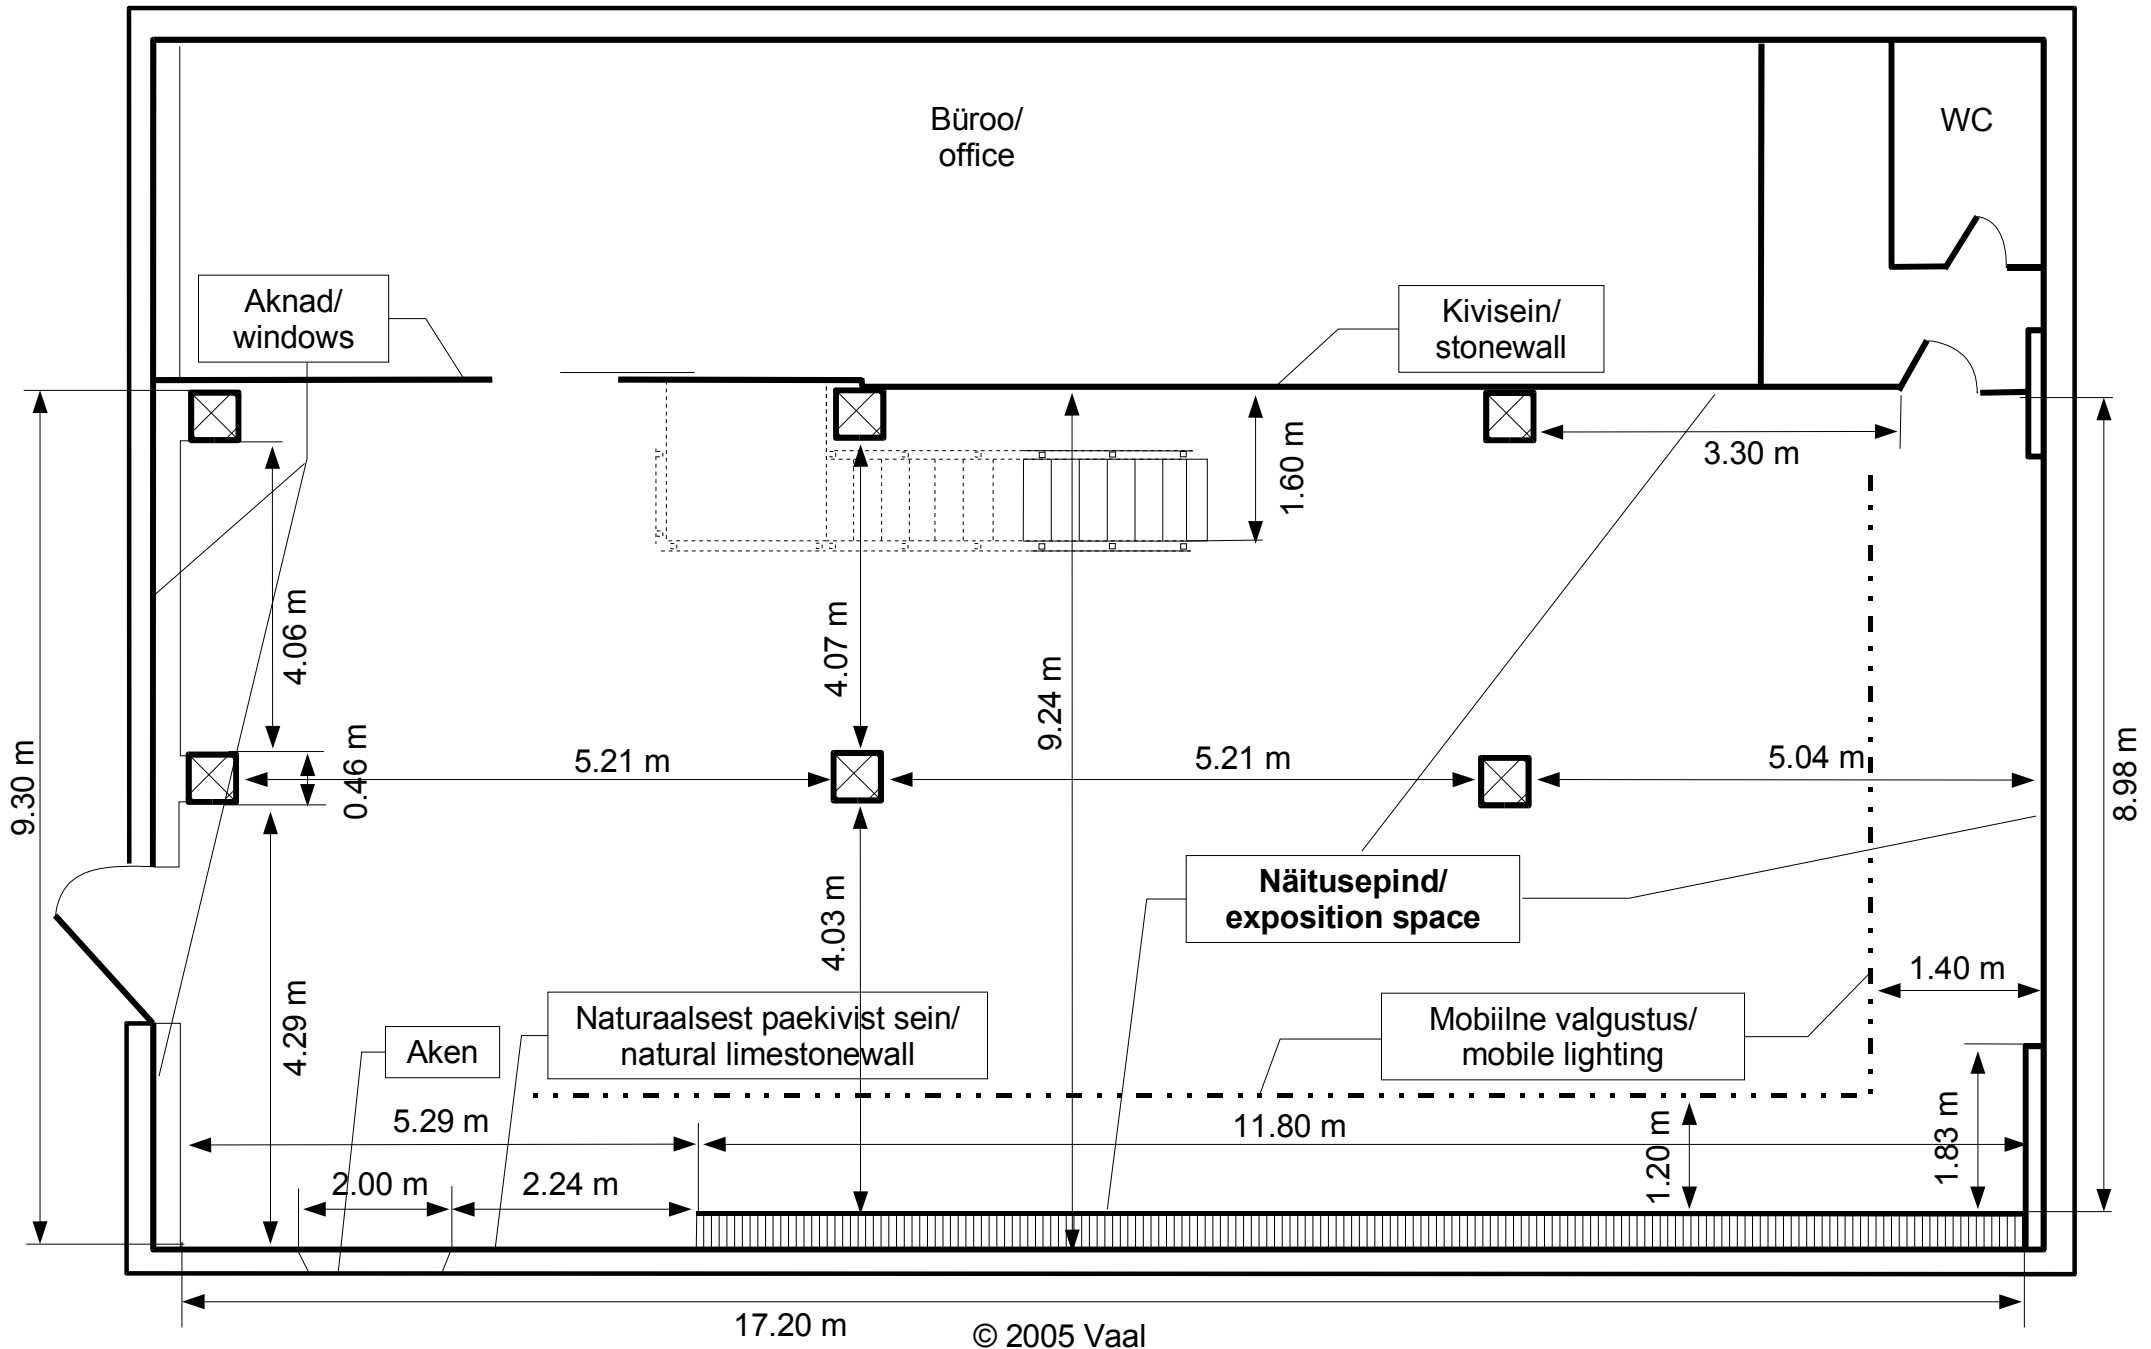 Büroo/
office
WC
Aknad/
windows
Kivisein/
stonewall
3.30 m
1.60 m
4.06 m
4.07 m
9.24 m
9.30 m
0.46 m
5.21 m
5.21 m
5.04 m
8.98 m
Näitusepind/
exposition space
4.03 m
4.29 m
1.40 m
Naturaalsest paekivist sein/
natural limestonewall
Mobiilne valgustus/
mobile lighting
Aken
5.29 m
11.80 m
1.20 m
1.83 m
2.00 m
2.24 m
17.20 m
© 2005 Vaal